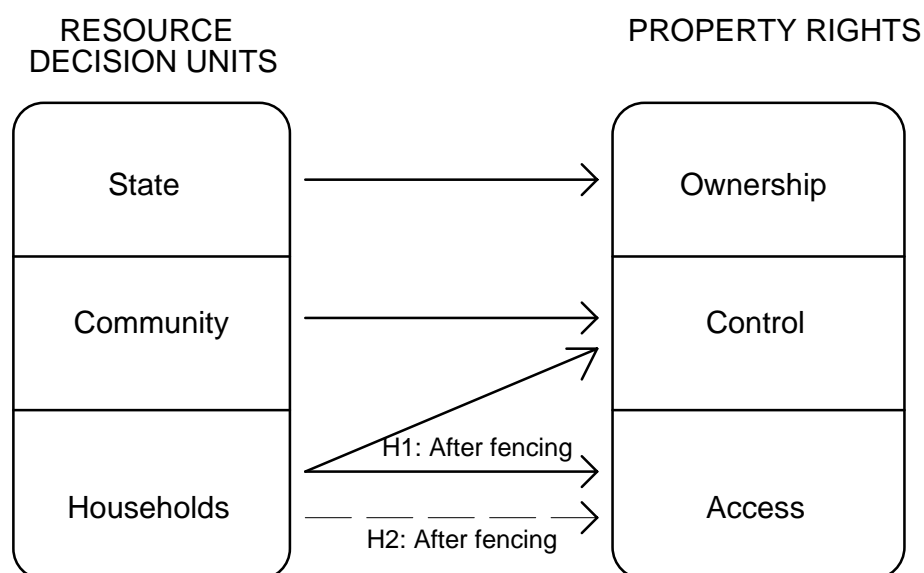 RESOURCE
DECISION UNITS
PROPERTY RIGHTS
State
Ownership
Community
Control
H1: After fencing
Households
Access
H2: After fencing